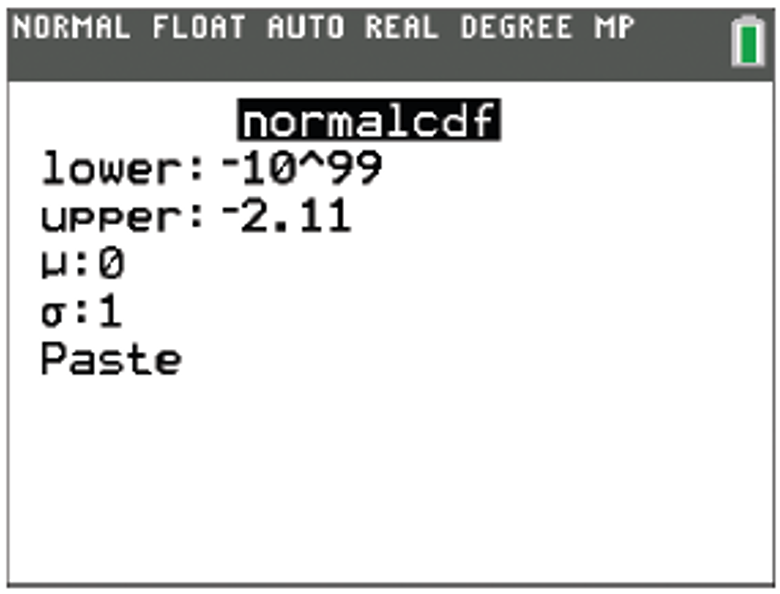 NORMAL FLOAT AUTO REAL DEGREE MP
normalcdf
lower:-10^99
upper:-2.11
μ:0
σ:1
Paste